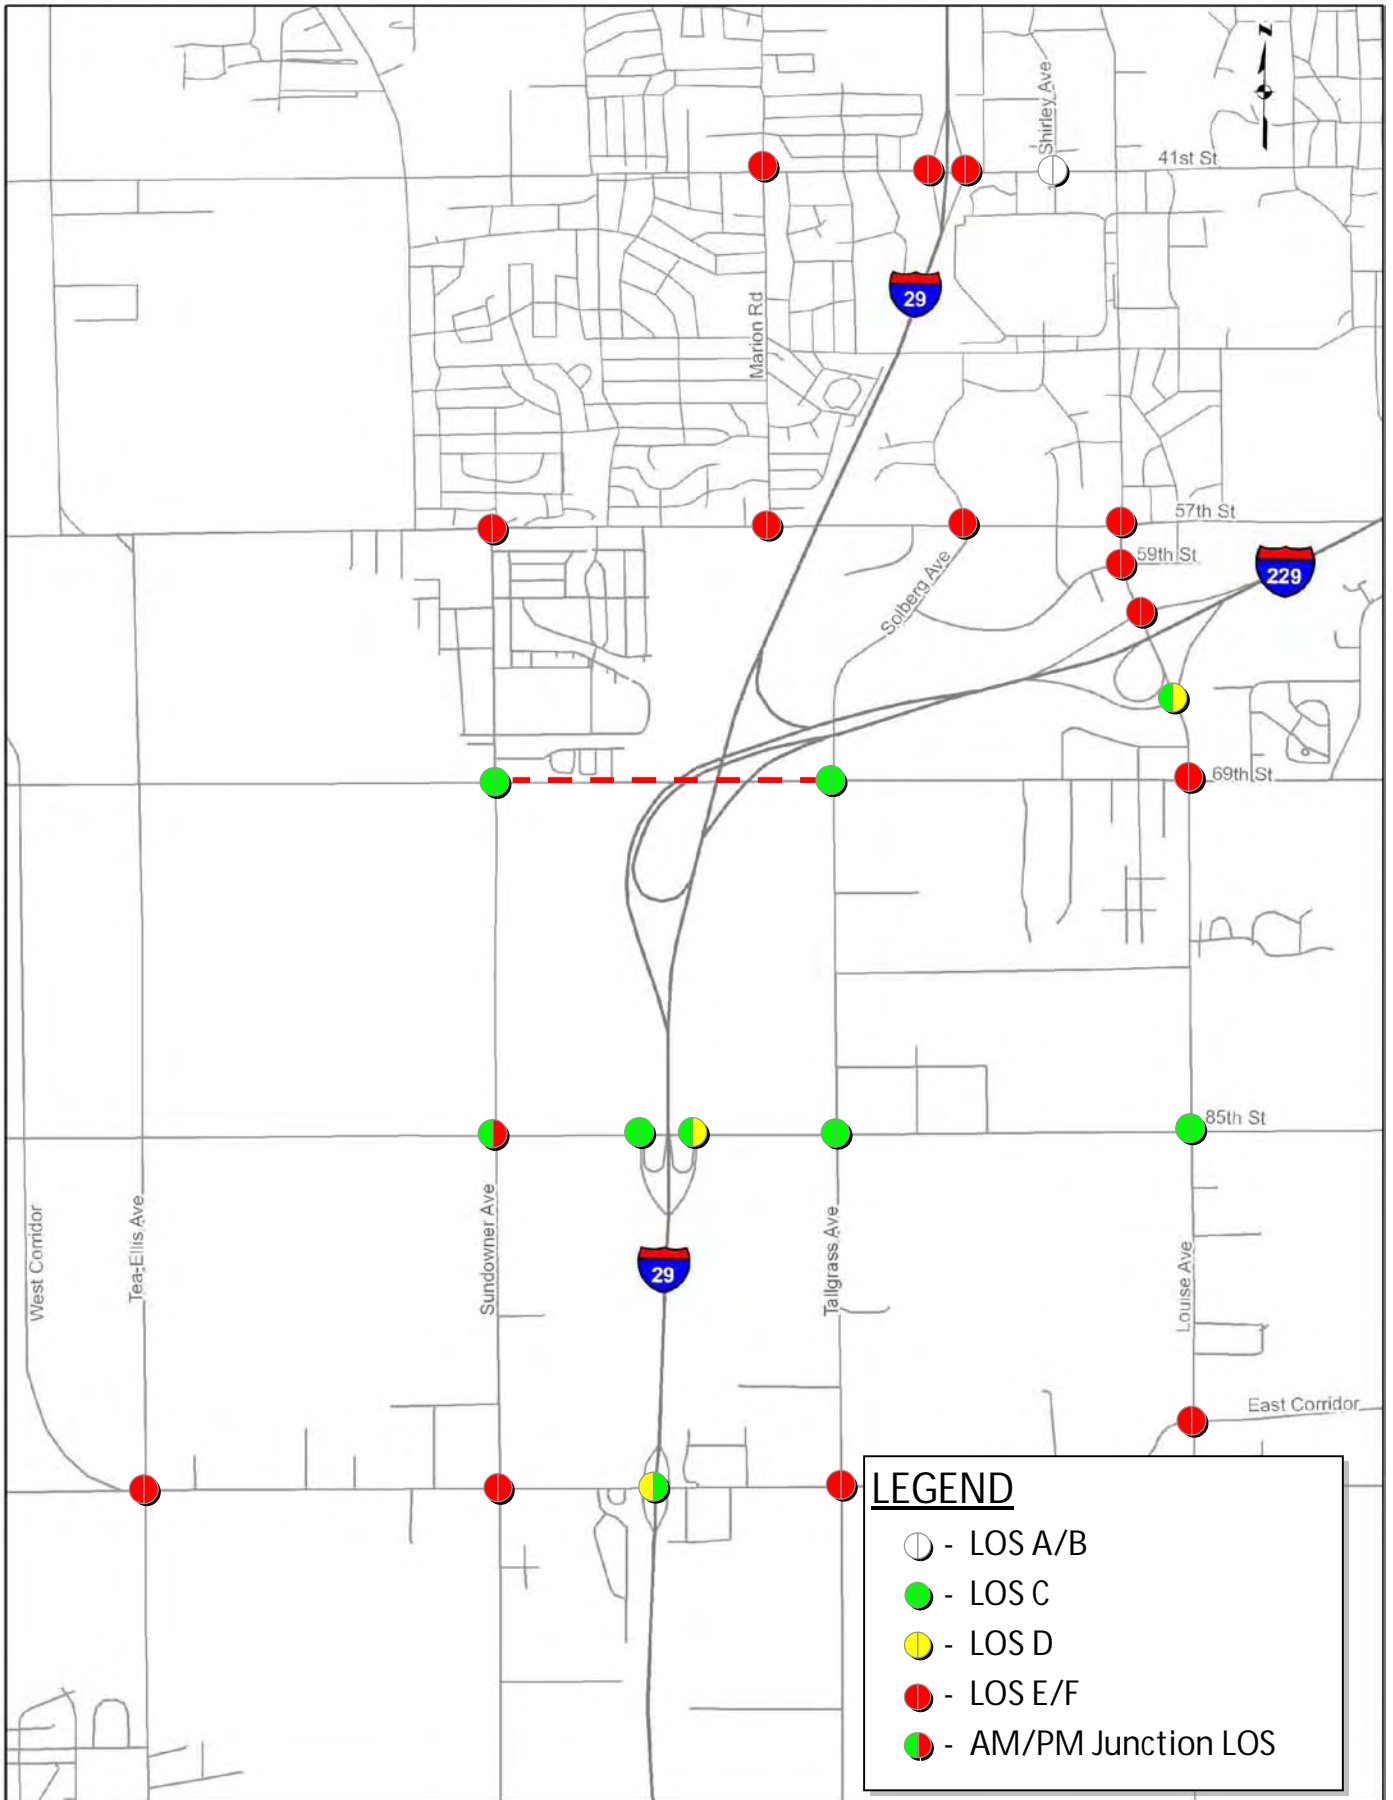 z
Shirley Ave
41st St
29
Marion Rd
57th St
59th St
229
Solberg Ave
69th St
85th St
West Corridor
Tea-Ellis Ave
Sundowner Ave
29
Tallgrass Ave
Louise Ave
East Corridor
LEGEND
- LOS A/B
- LOS C
- LOS D
- LOS E/F
- AM/PM Junction LOS